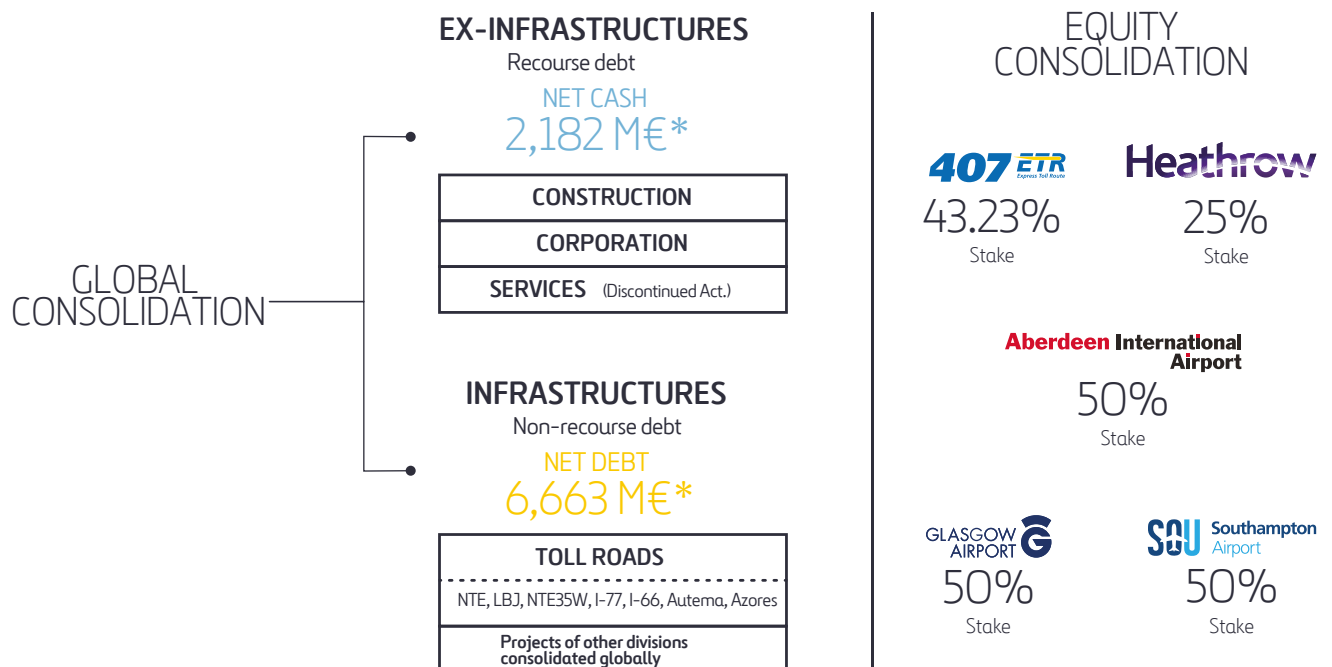 GLOBAL
CONSOLIDATION
EX-INFRASTRUCTURES
Recourse debt
NET CASH
2,182 M€*
CONSTRUCTION
CORPORATION
SERVICES (Discontinued Act.)
INFRASTRUCTURES
Non-recourse debt
NET DEBT
6,663 M€*
TOLL ROADS
NTE, LBJ, NTE35W, I-77, I-66, Autema, Azores
Projects of other divisions
consolidated globally
EQUITY
CONSOLIDATION
407 ETR
Express Toll Route
43.23%
Stake
Heathrow
25%
Stake
Aberdeen International
Airport
50%
Stake
GLASGOW
AIRPORT G
50%
Stake
SOU Southampton
Airport
50%
Stake